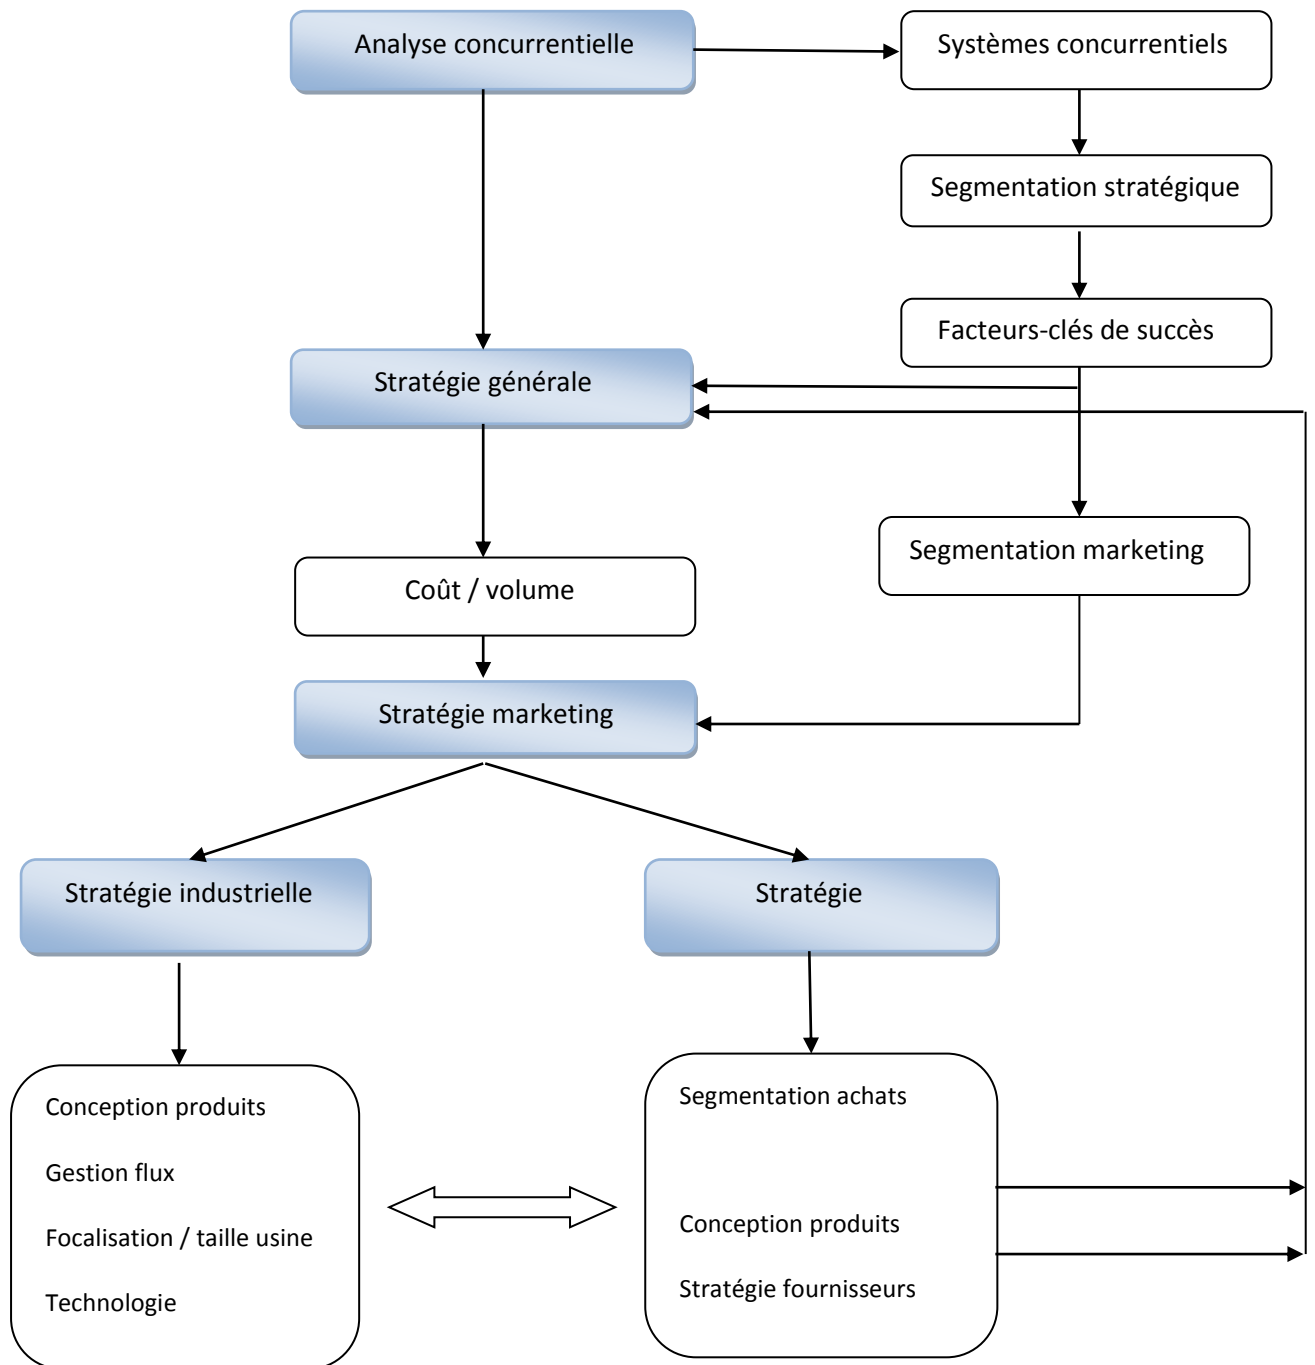 Analyse concurrentielle
Systèmes concurrentiels
Segmentation stratégique
Facteurs-clés de succès
Stratégie générale
Segmentation marketing
Coût / volume
Stratégie marketing
Stratégie industrielle
Stratégie
Conception produits
Gestion flux
Focalisation / taille usine
Technologie
Segmentation achats
Conception produits
Stratégie fournisseurs